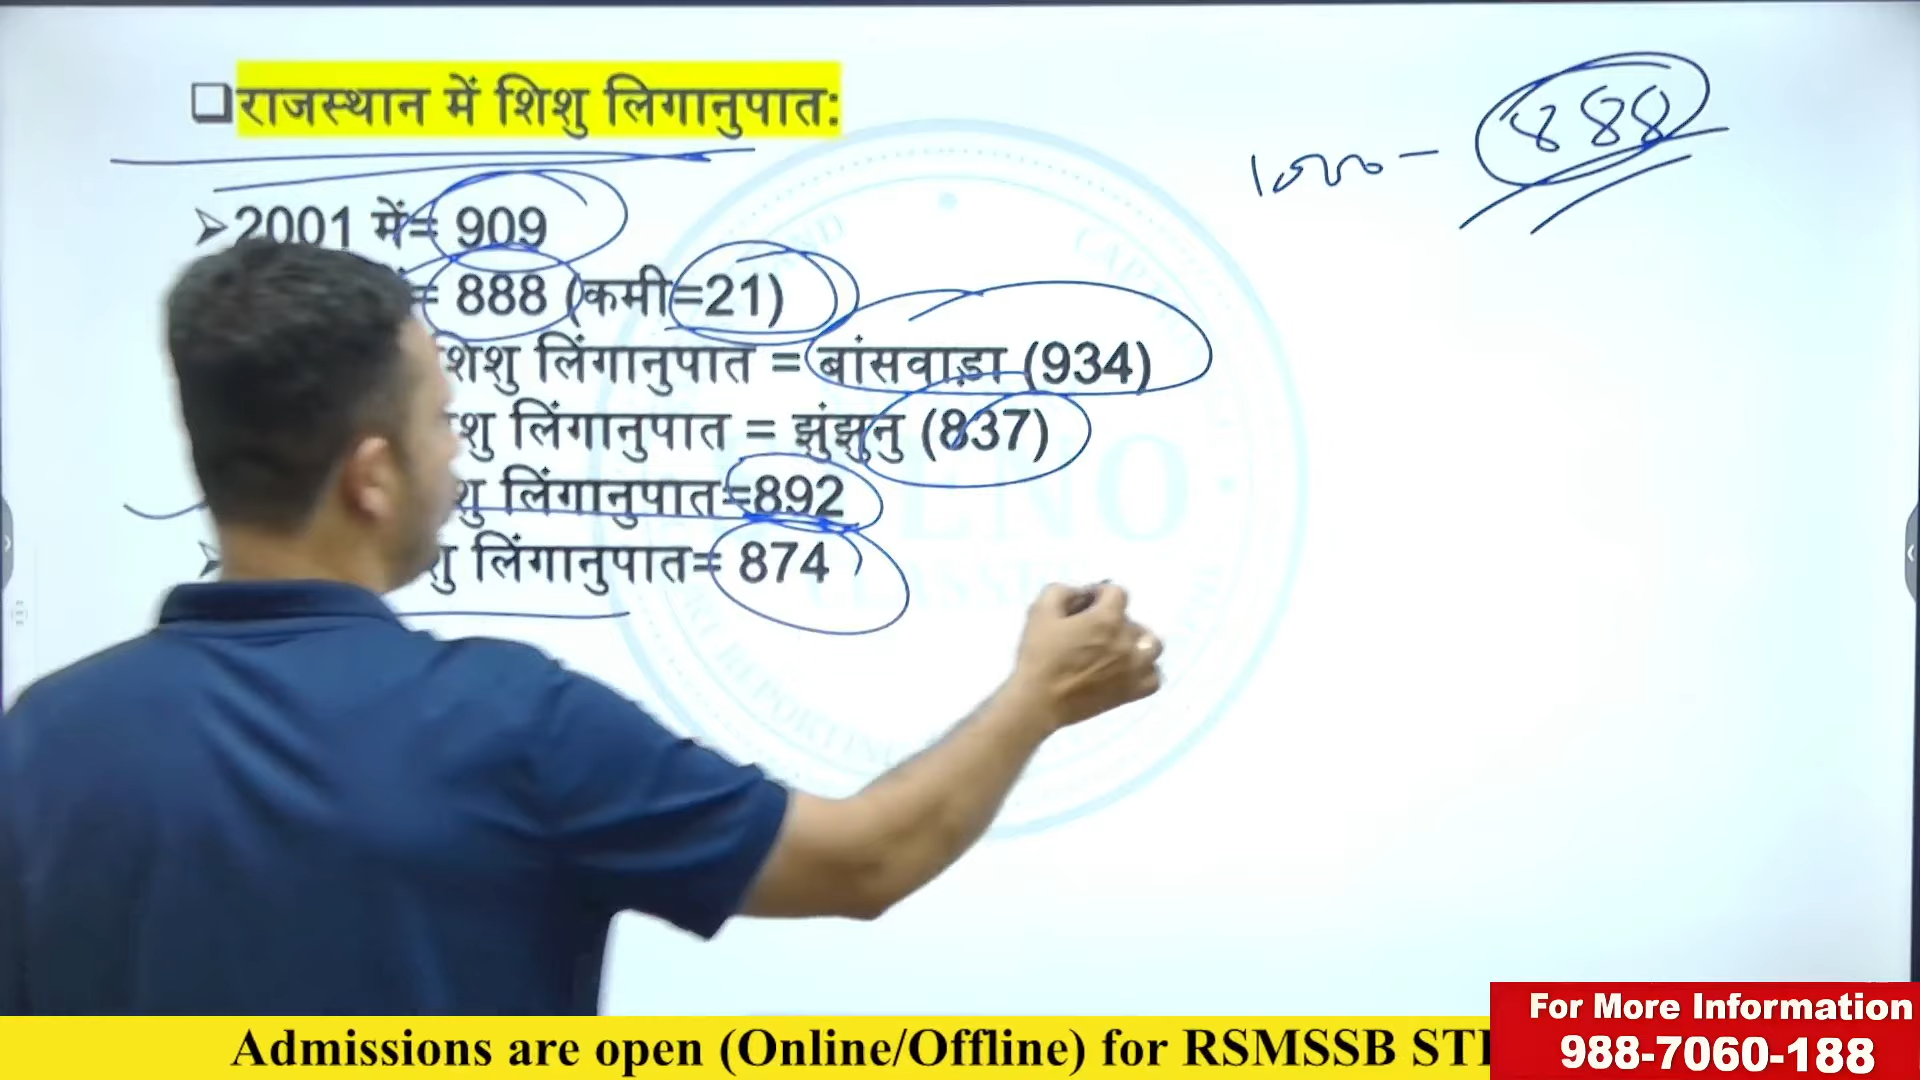 राजस्थान में शिशु लिगानुपात:
1000 - 888
➢2001 में= 909
= 888 (कमी=21)
शिशु लिंगानुपात = बांसवाड़ा (934)
लिंगानुपात = झुंझुनु (837)
लिंगानुपात=892
लिंगानुपात= 874
Admissions are open (Online/Offline) for RSMSSB
For More Information
988-7060-188